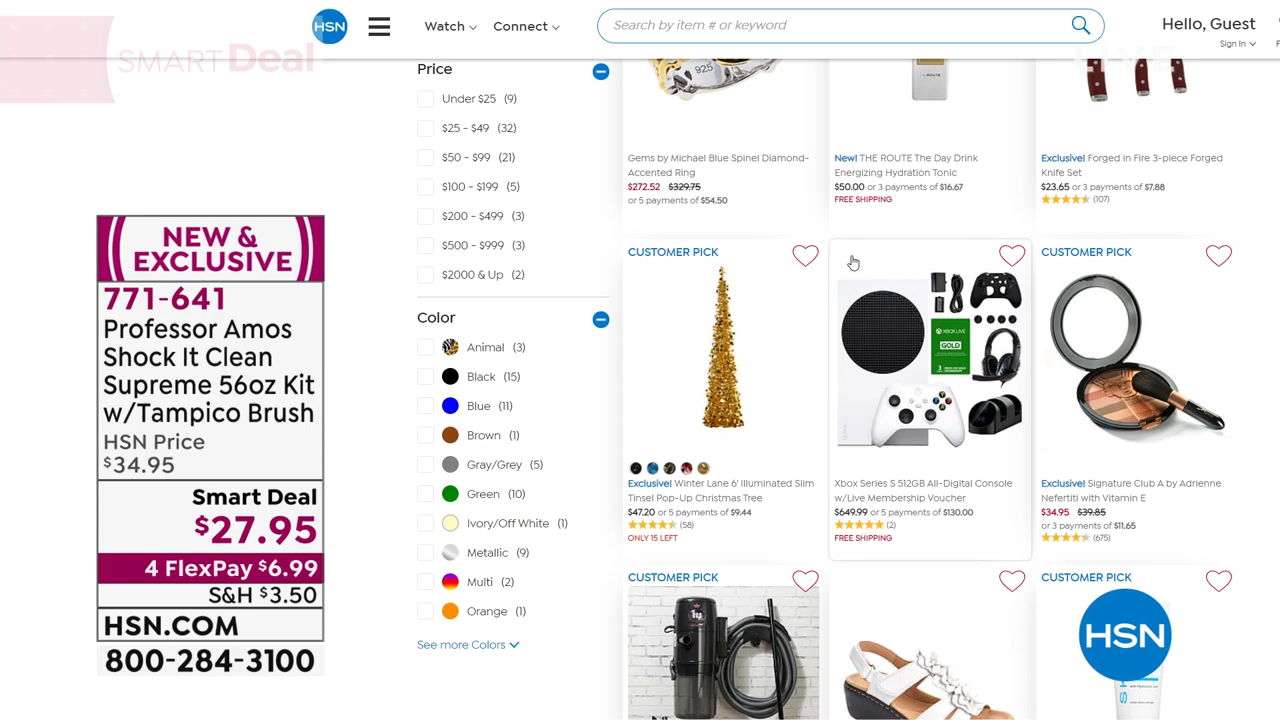 HSN
Watch
Connect
Search by item # or keyword
Hello, Guest
Sign In
SMART Deal
LIVE
NEW &
EXCLUSIVE
771-641
Professor Amos
Shock It Clean
Supreme 56oz Kit
w/Tampico Brush
HSN Price
$34.95
Smart Deal
$27.95
4 FlexPay $6.99
S&H $3.50
HSN.COM
800-284-3100
Price
Under $25 (9)
$25 - $49 (32)
$50 - $99 (21)
$100 - $199 (5)
$200 - $499 (3)
$500 - $999 (3)
$2000 & Up (2)
Color
Animal (3)
Black (15)
Blue (11)
Brown (1)
Gray/Grey (5)
Green (10)
Ivory/Off White (1)
Metallic (9)
Multi (2)
Orange (1)
See more Colors
925
Gems by Michael Blue Spinel Diamond-
Accented Ring
$272.52 $329.75
or 5 payments of $54.50
New! THE ROUTE The Day Drink
Energizing Hydration Tonic
$50.00 or 3 payments of $16.67
FREE SHIPPING
Exclusive! Forged in Fire 3-piece Forged
Knife Set
$23.65 or 3 payments of $7.88
(107)
CUSTOMER PICK
Exclusive! Winter Lane 6' Illuminated Slim
Tinsel Pop-Up Christmas Tree
$47.20 or 5 payments of $9.44
(58)
ONLY 15 LEFT
XBOX LIVE
GOLD
Xbox Series S 512GB All-Digital Console
w/Live Membership Voucher
$649.99 or 5 payments of $130.00
(2)
FREE SHIPPING
CUSTOMER PICK
Exclusive! Signature Club A by Adrienne
Nefertiti with Vitamin E
$34.95 $39.85
or 3 payments of $11.65
(675)
CUSTOMER PICK
CUSTOMER PICK
HSN